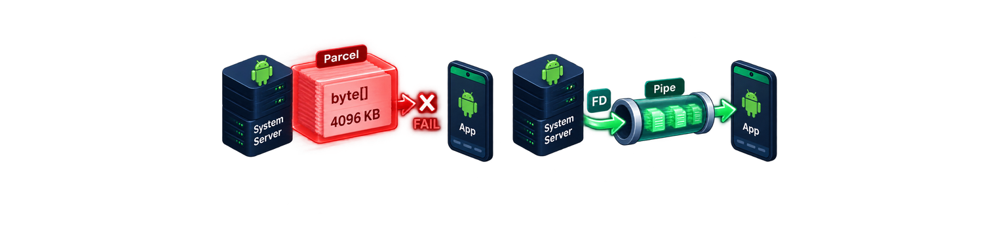 Parcel
byte[]
4096 KB
System
Server
FAIL
App
FD
Pipe
System
Server
App